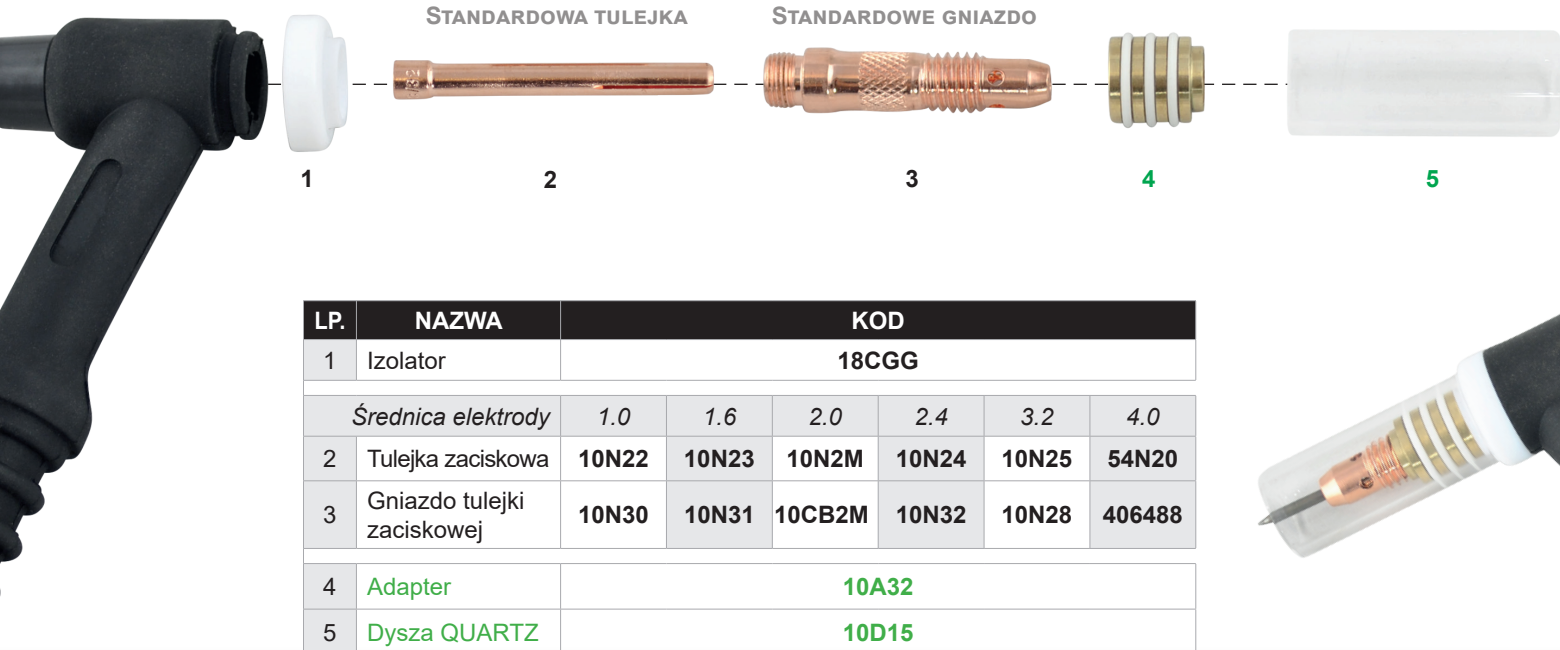 STANDARDOWA TULEJKA STANDARDOWE GNIAZDO
1 2 3 4 5
LP. NAZWA KOD
1 Izolator 18CGG
Średnica elektrody 1.0 1.6 2.0 2.4 3.2 4.0
2 Tulejka zaciskowa 10N22 10N23 10N2M 10N24 10N25 54N20
3 Gniazdo tulejki zaciskowej 10N30 10N31 10CB2M 10N32 10N28 406488
4 Adapter 10A32
5 Dysza QUARTZ 10D15